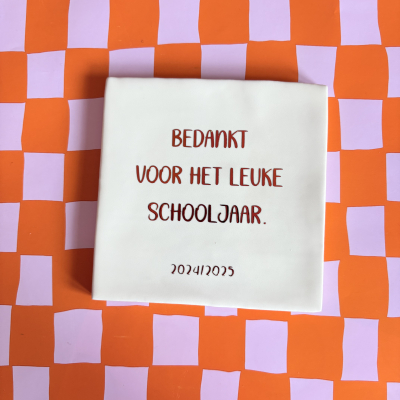 BEDANKT
VOOR HET LEUKE
SCHOOLJAAR.
2024/2025